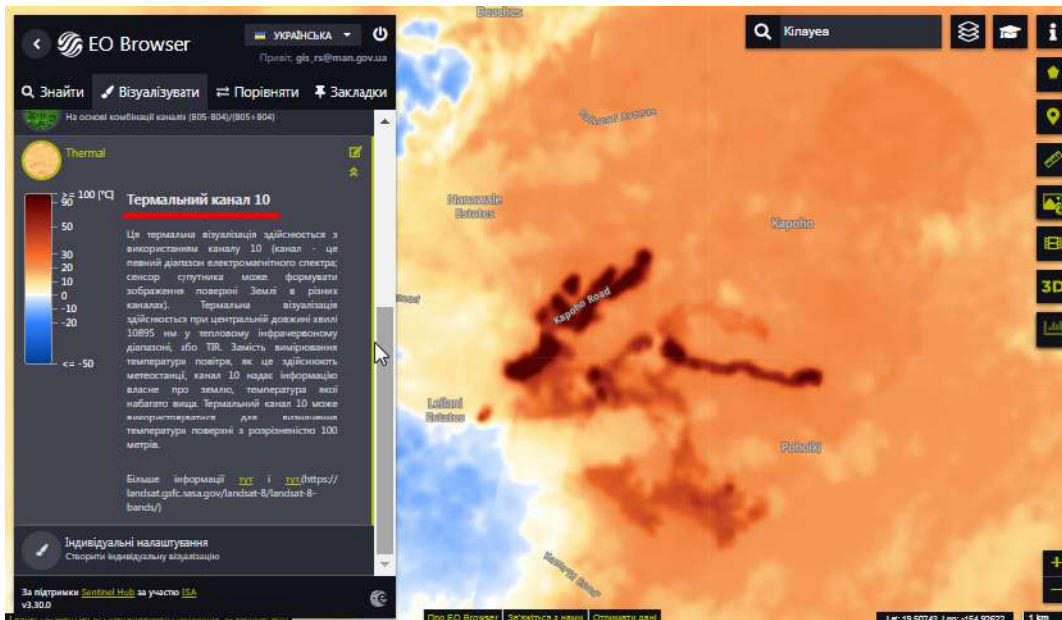 EO Browser
УКРАЇНСЬКА
Привіт, gis_rs@man.gov.ua
Знайти
Візуалізувати
Порівняти
Закладки
На основі комбінації каналів (B05-B04)/(B05+B04)
Thermal
>= 100 [°C]
90
50
30
20
10
0
-10
-20
<= -50
Термальний канал 10
Ця термальна візуалізація здійснюється з
використанням каналу 10 (канал - це
певний діапазон електромагнітного спектра;
сенсор супутника може формувати
зображення поверхні Землі в різних
каналах). Термальна візуалізація
здійснюється при центральній довжині хвилі
10895 нм у тепловому інфрачервоному
діапазоні, або TIR. Замість вимірювання
температури повітря, як це здійснюють
метеостанції, канал 10 надає інформацію
власне про землю, температура якої
набагато вища. Термальний канал 10 може
використовуватися для визначення
температури поверхні з розрізненістю 100
метрів.
Більше інформації тут і тут.(https://
landsat.gsfc.nasa.gov/landsat-8/landsat-8-
bands/)
Індивідуальні налаштування
Створити індивідуальну візуалізацію
За підтримки Sentinel Hub за участю ESA
v3.30.0
Beaches
Кілауеа
Nanawale
Estates
Kapoho
Kapoho Road
Leilani
Estates
Pohoiki
3D
Про EO Browser
Зв'яжіться з нами
Отримати дані
1 km